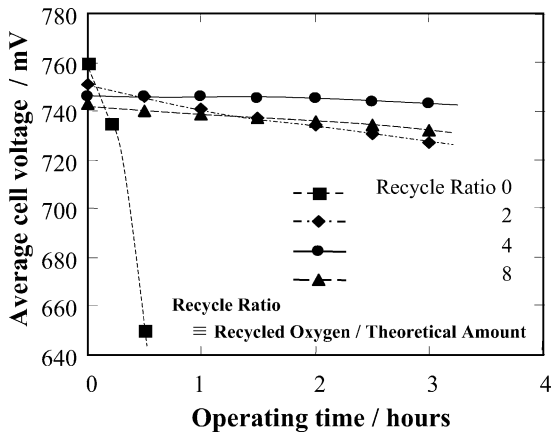 780
760
740
720
700
680
660
640
Average cell voltage / mV
Recycle Ratio 0
2
4
8
Recycle Ratio
≡ Recycled Oxygen / Theoretical Amount
0 1 2 3 4
Operating time / hours